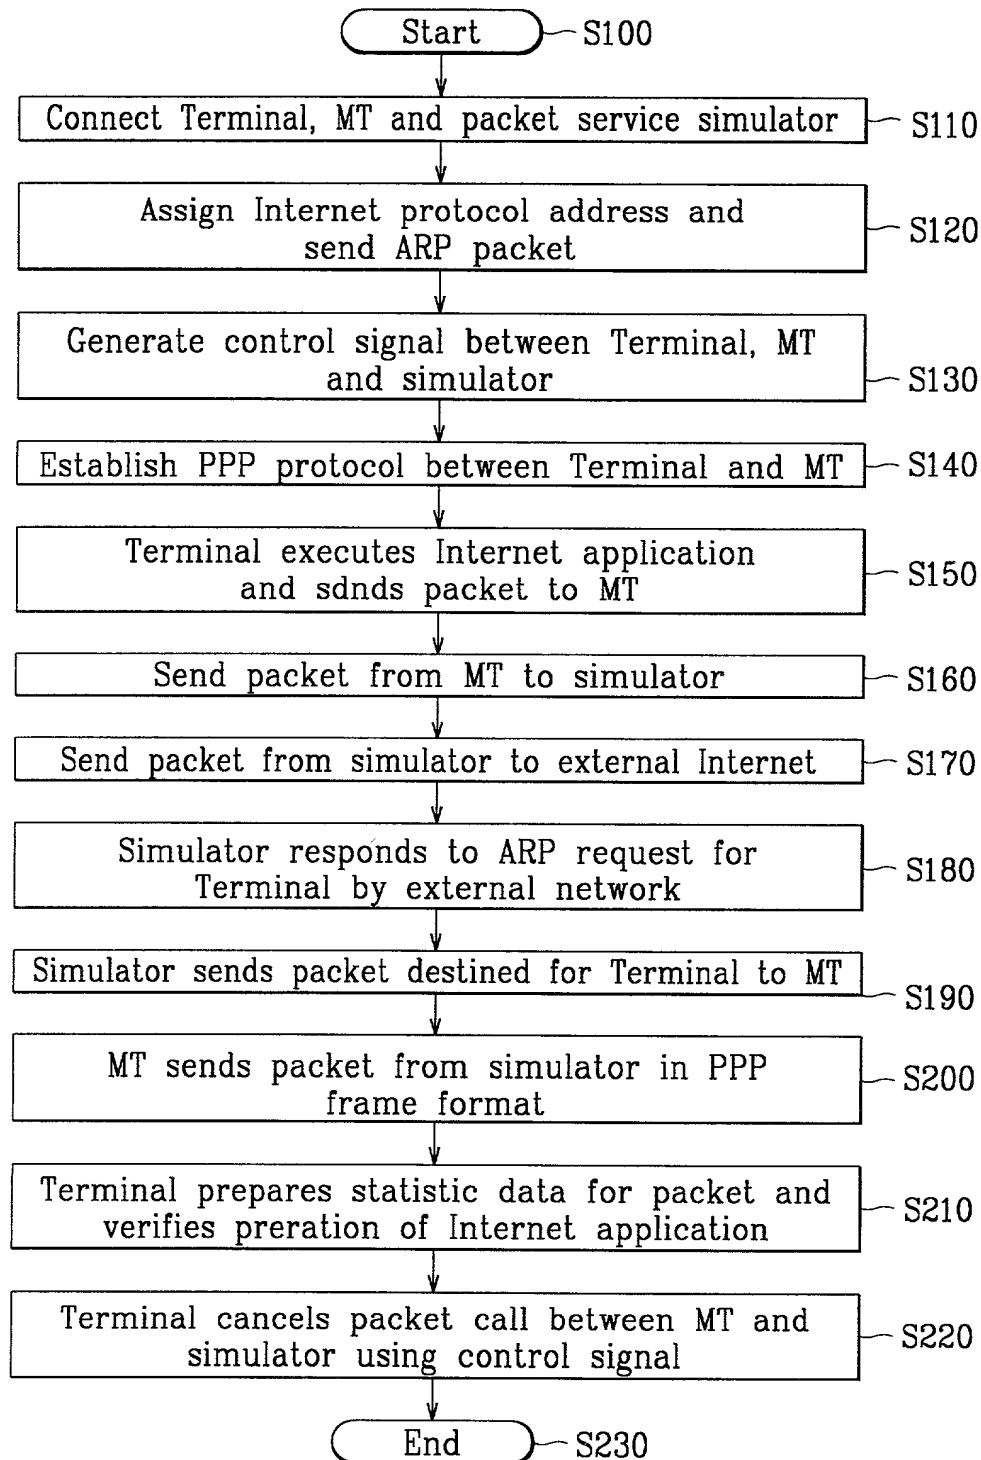 Start S100
Connect Terminal, MT and packet service simulator S110
Assign Internet protocol address and
send ARP packet S120
Generate control signal between Terminal, MT
and simulator S130
Establish PPP protocol between Terminal and MT S140
Terminal executes Internet application
and sdnds packet to MT S150
Send packet from MT to simulator S160
Send packet from simulator to external Internet S170
Simulator responds to ARP request for
Terminal by external network S180
Simulator sends packet destined for Terminal to MT S190
MT sends packet from simulator in PPP
frame format S200
Terminal prepares statistic data for packet and
verifies preration of Internet application S210
Terminal cancels packet call between MT and
simulator using control signal S220
End S230